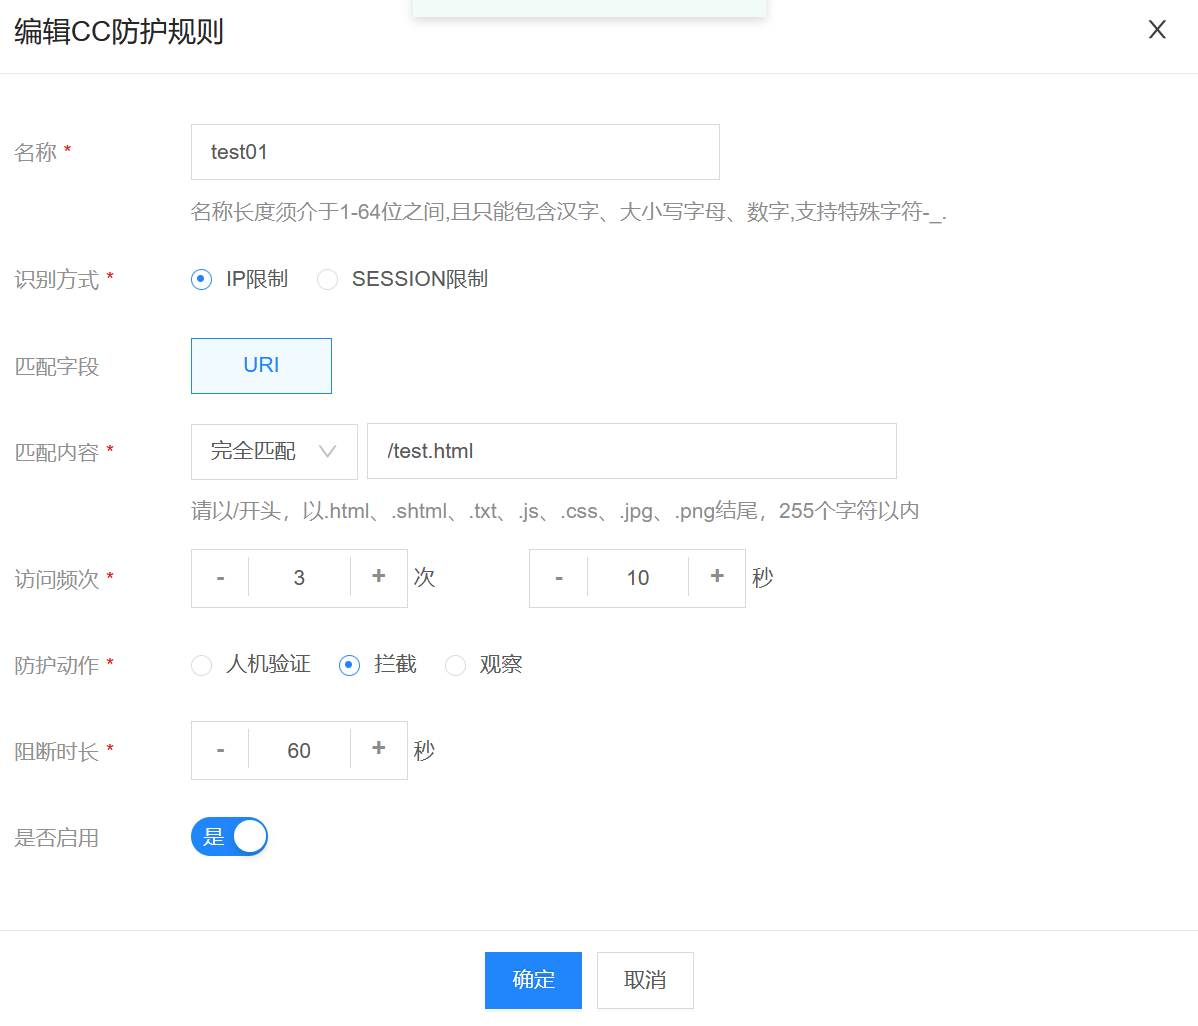 编辑CC防护规则
名称 *
test01
名称长度须介于1-64位之间,且只能包含汉字、大小写字母、数字,支持特殊字符-_.
识别方式 * IP限制 SESSION限制
匹配字段 URI
匹配内容 * 完全匹配 /test.html
请以/开头，以.html、.shtml、.txt、.js、.css、.jpg、.png结尾，255个字符以内
访问频次 * - 3 + 次 - 10 + 秒
防护动作 * 人机验证 拦截 观察
阻断时长 * - 60 + 秒
是否启用 是
确定 取消